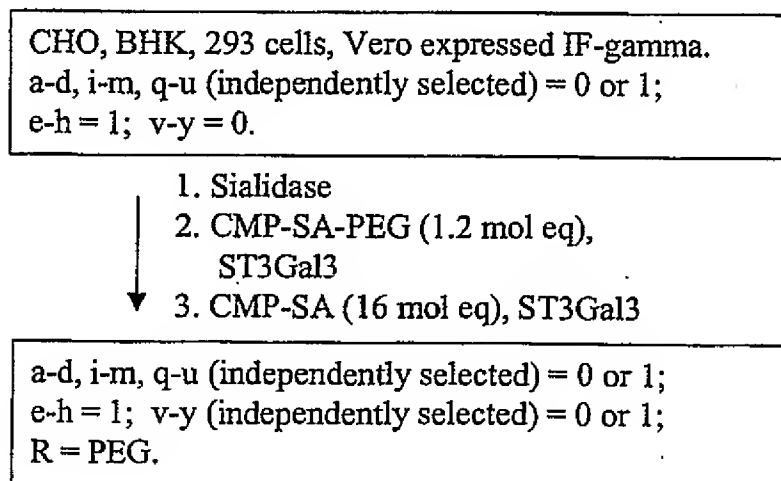 CHO, BHK, 293 cells, Vero expressed IF-gamma.
a-d, i-m, q-u (independently selected) = 0 or 1;
e-h = 1; v-y = 0.
1. Sialidase
2. CMP-SA-PEG (1.2 mol eq),
ST3Gal3
3. CMP-SA (16 mol eq), ST3Gal3
a-d, i-m, q-u (independently selected) = 0 or 1;
e-h = 1; v-y (independently selected) = 0 or 1;
R = PEG.